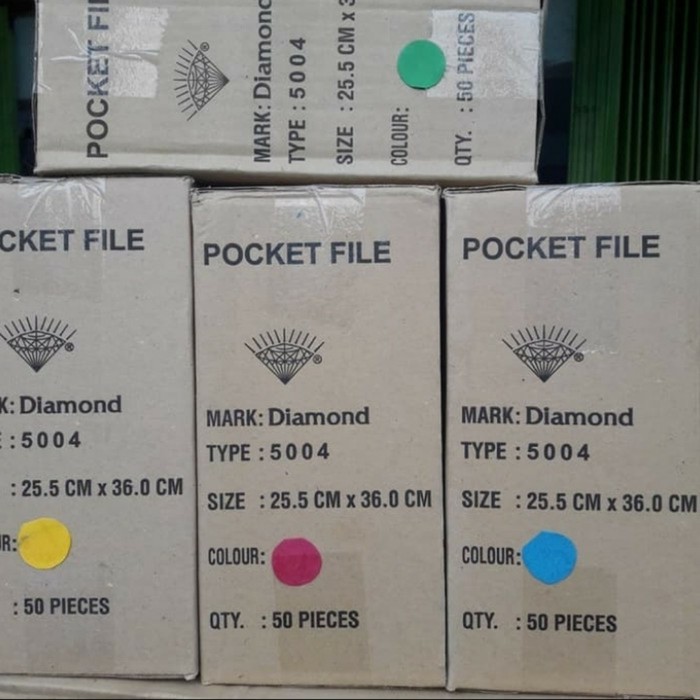 POCKET FI
MARK: Diamond
TYPE : 5004
SIZE : 25.5 CM x 3
COLOUR:
QTY. : 50 PIECES
CKET FILE
®
K: Diamond
: 5004
: 25.5 CM x 36.0 CM
R:
: 50 PIECES
POCKET FILE
®
MARK: Diamond
TYPE : 5004
SIZE : 25.5 CM x 36.0 CM
COLOUR:
QTY. : 50 PIECES
POCKET FILE
®
MARK: Diamond
TYPE : 5004
SIZE : 25.5 CM x 36.0 CM
COLOUR:
QTY. : 50 PIECES